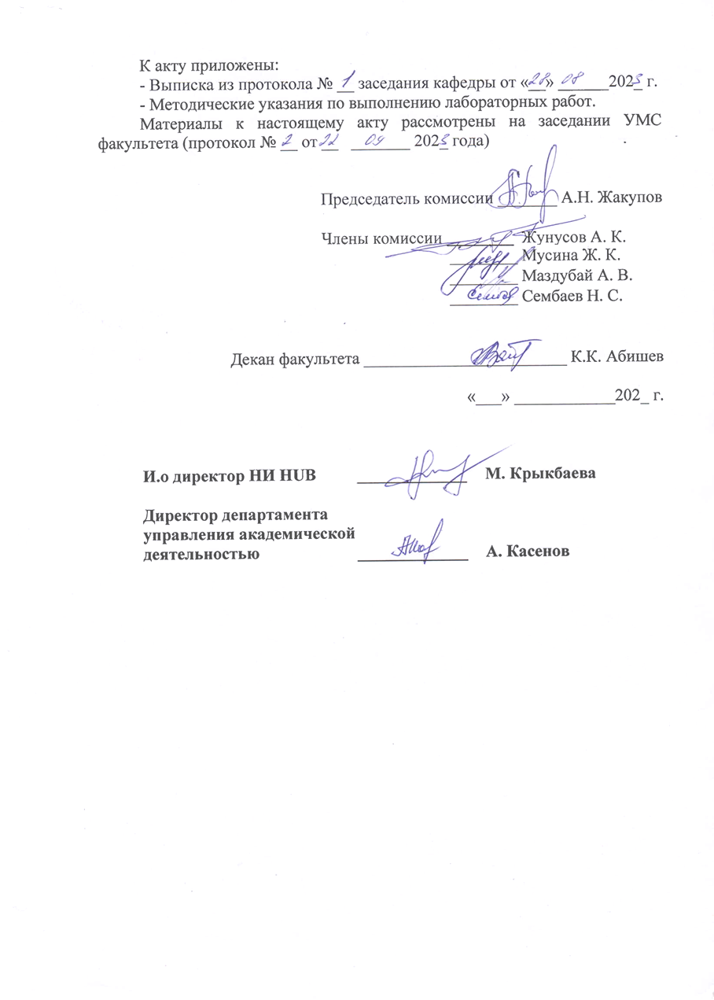 К акту приложены:
- Выписка из протокола № 1 заседания кафедры от «28» 08 2023 г.
- Методические указания по выполнению лабораторных работ.
Материалы к настоящему акту рассмотрены на заседании УМС
факультета (протокол № 2 от 22 09 2023 года)
Председатель комиссии ________ А.Н. Жакупов
Члены комиссии ________ Жунусов А. К.
________ Мусина Ж. К.
________ Маздубай А. В.
________ Сембаев Н. С.
Декан факультета ________________________ К.К. Абишев
«___» ____________202_ г.
И.о директор НИ HUB _____________ М. Крыкбаева
Директор департамента
управления академической
деятельностью _____________ А. Касенов